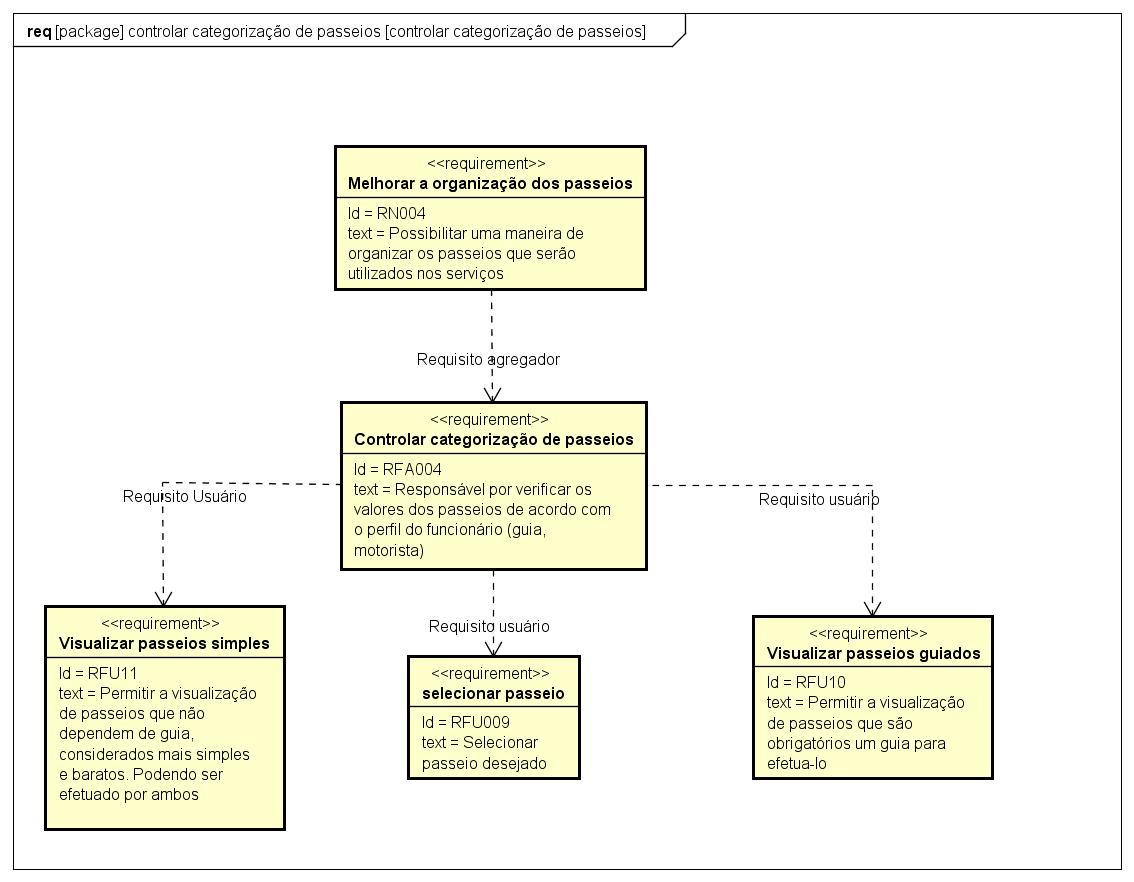 req [package] controlar categorização de passeios [controlar categorização de passeios]
<<requirement>>
Melhorar a organização dos passeios
Id = RN004
text = Possibilitar uma maneira de
organizar os passeios que serão
utilizados nos serviços
Requisito agregador
<<requirement>>
Controlar categorização de passeios
Id = RFA004
text = Responsável por verificar os
valores dos passeios de acordo com
o perfil do funcionário (guia,
motorista)
Requisito Usuário
Requisito usuário
Requisito usuário
<<requirement>>
Visualizar passeios simples
Id = RFU11
text = Permitir a visualização
de passeios que não
dependem de guia,
considerados mais simples
e baratos. Podendo ser
efetuado por ambos
<<requirement>>
selecionar passeio
Id = RFU009
text = Selecionar
passeio desejado
<<requirement>>
Visualizar passeios guiados
Id = RFU10
text = Permitir a visualização
de passeios que são
obrigatórios um guia para
efetua-lo